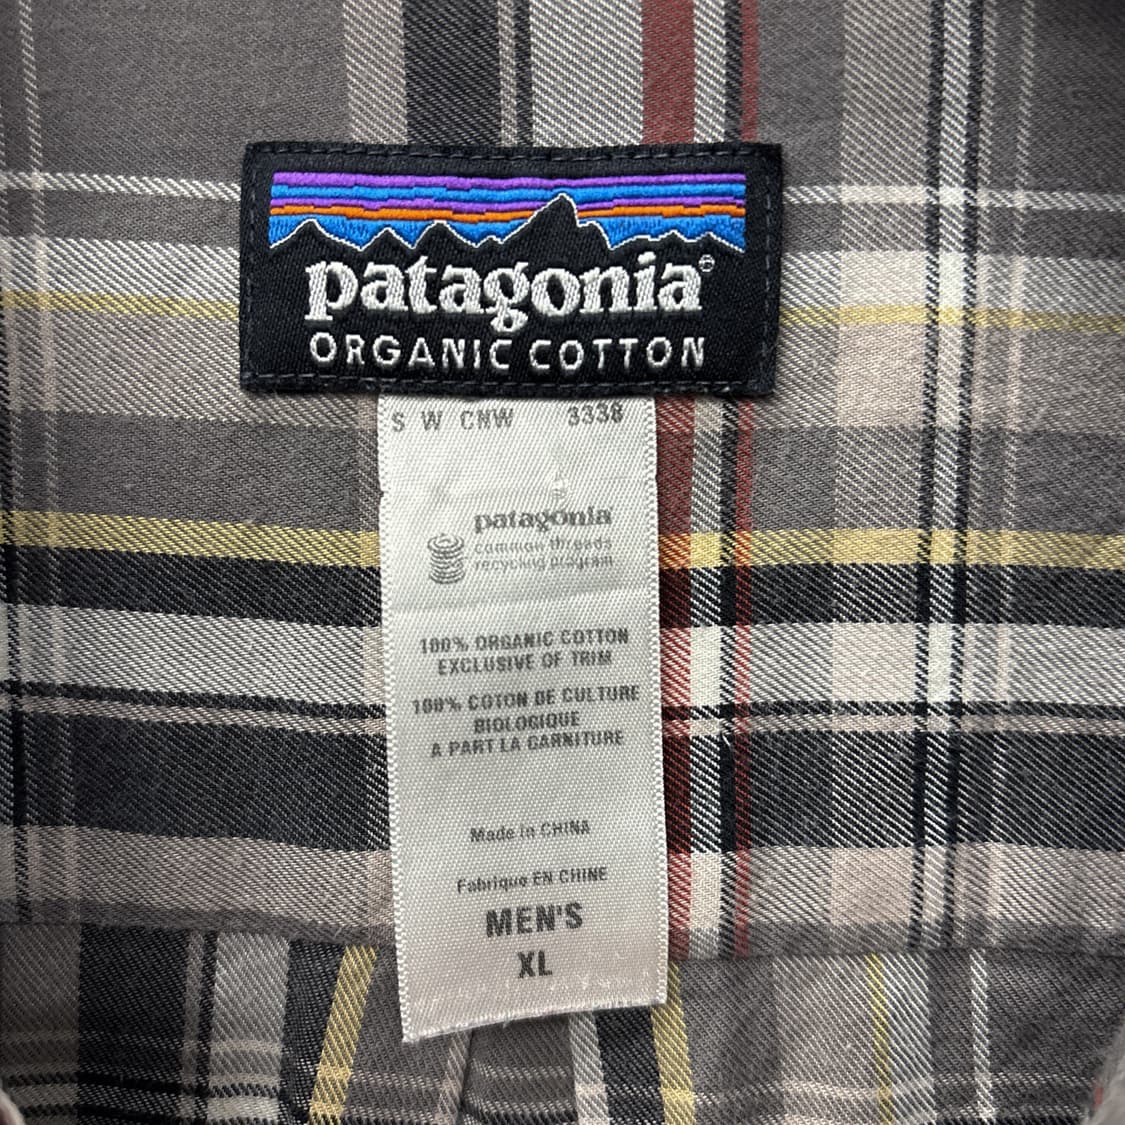 patagonia®
ORGANIC COTTON
S W CNW 3338
patagonia
common threads
recycling program
100% ORGANIC COTTON
EXCLUSIVE OF TRIM
100% COTON DE CULTURE
BIOLOGIQUE
A PART LA GARNITURE
Made in CHINA
Fabriqué EN CHINE
MEN'S
XL